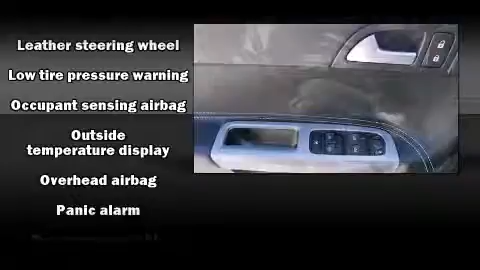 Leather steering wheel
Low tire pressure warning
Occupant sensing airbag
Outside
temperature display
Overhead airbag
Panic alarm